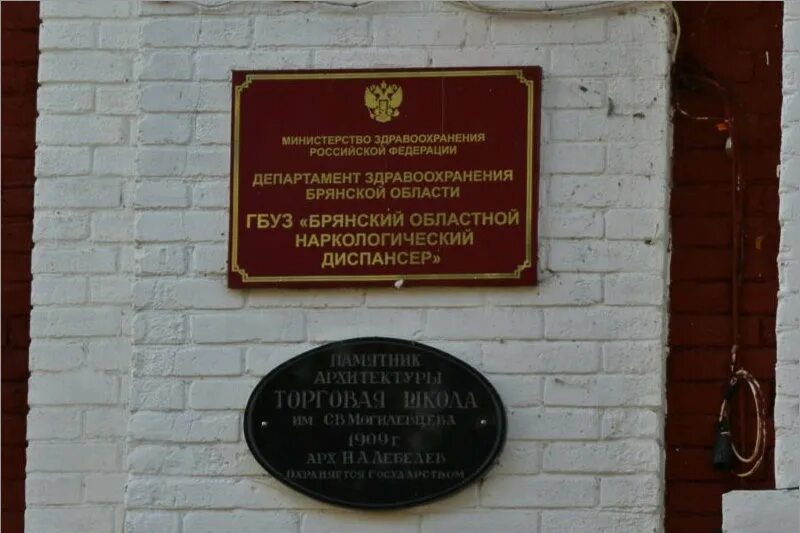 МИНИСТЕРСТВО ЗДРАВООХРАНЕНИЯ
РОССИЙСКОЙ ФЕДЕРАЦИИ
ДЕПАРТАМЕНТ ЗДРАВООХРАНЕНИЯ
БРЯНСКОЙ ОБЛАСТИ
ГБУЗ «БРЯНСКИЙ ОБЛАСТНОЙ
НАРКОЛОГИЧЕСКИЙ
ДИСПАНСЕР»
ПАМЯТНИК
АРХИТЕКТУРЫ
ТОРГОВАЯ ШКОЛА
ИМ С.В.МОГИЛЕВЦЕВА
1909 г
АРХ Н.А.ЛЕБЕДЕВ
ОХРАНЯЕТСЯ ГОСУДАРСТВОМ